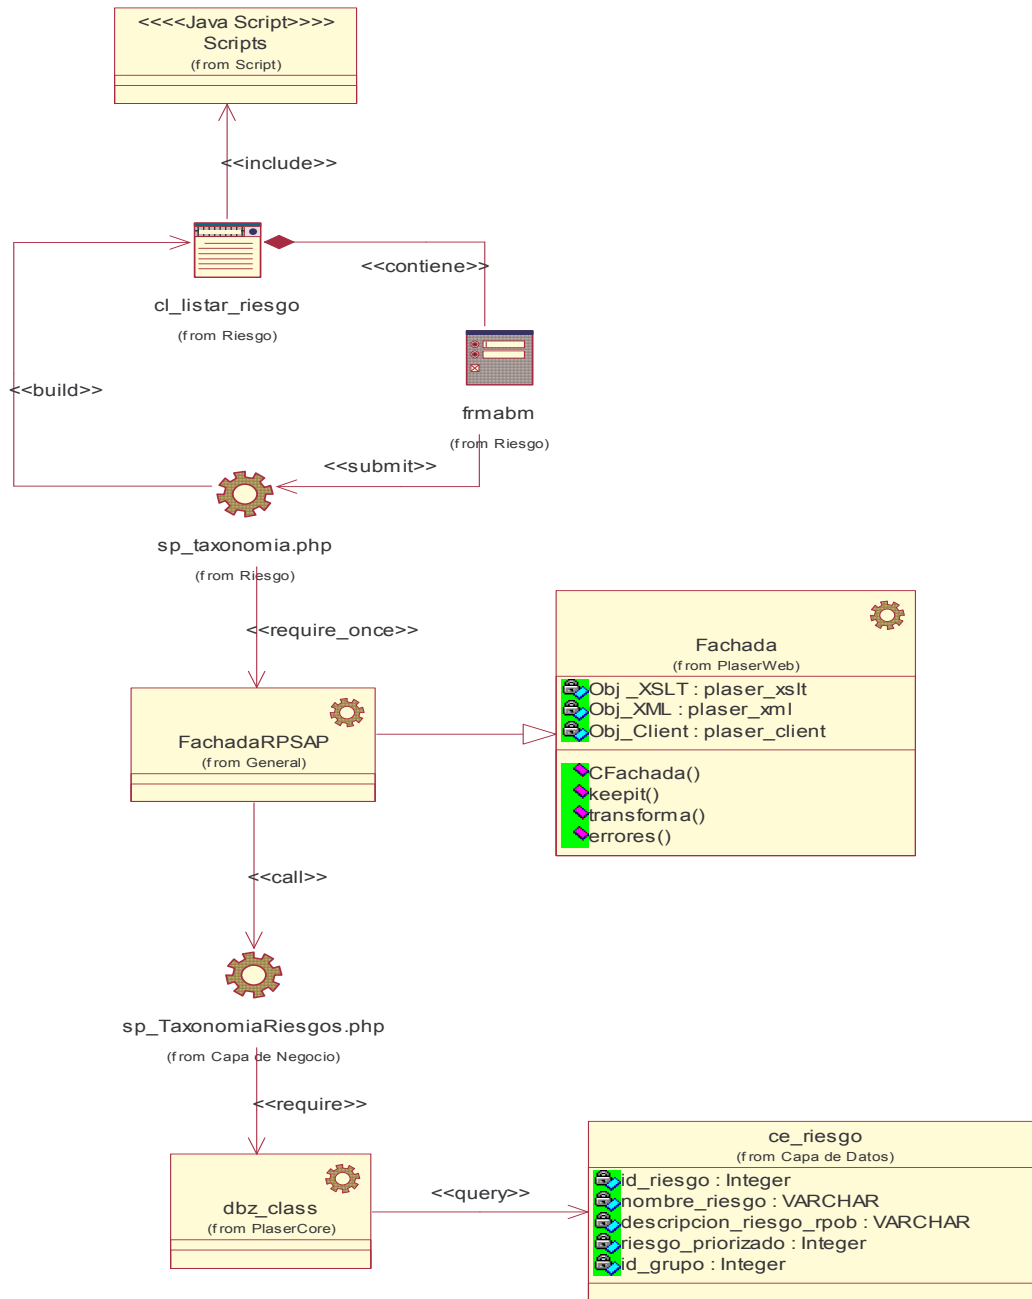 <<<<Java Script>>>>
Scripts
(from Script)
<<include>>
<<contiene>>
cl_listar_riesgo
(from Riesgo)
<<build>>
frmabm
(from Riesgo)
<<submit>>
sp_taxonomia.php
(from Riesgo)
<<require_once>>
Fachada
(from PlaserWeb)
Obj _XSLT : plaser_xslt
Obj_XML : plaser_xml
Obj_Client : plaser_client
CFachada()
keepit()
transforma()
errores()
FachadaRPSAP
(from General)
<<call>>
sp_TaxonomiaRiesgos.php
(from Capa de Negocio)
<<require>>
dbz_class
(from PlaserCore)
<<query>>
ce_riesgo
(from Capa de Datos)
id_riesgo : Integer
nombre_riesgo : VARCHAR
descripcion_riesgo_rpob : VARCHAR
riesgo_priorizado : Integer
id_grupo : Integer